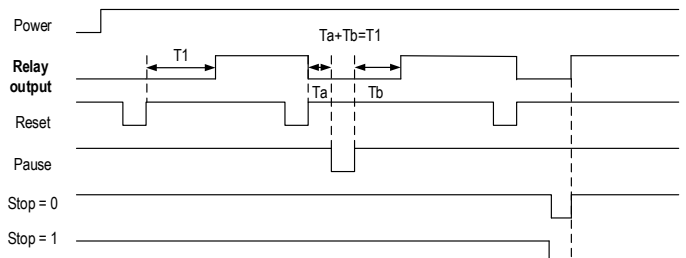 Power
Ta+Tb=T1
T1
Relay
output
Ta
Tb
Reset
Pause
Stop = 0
Stop = 1